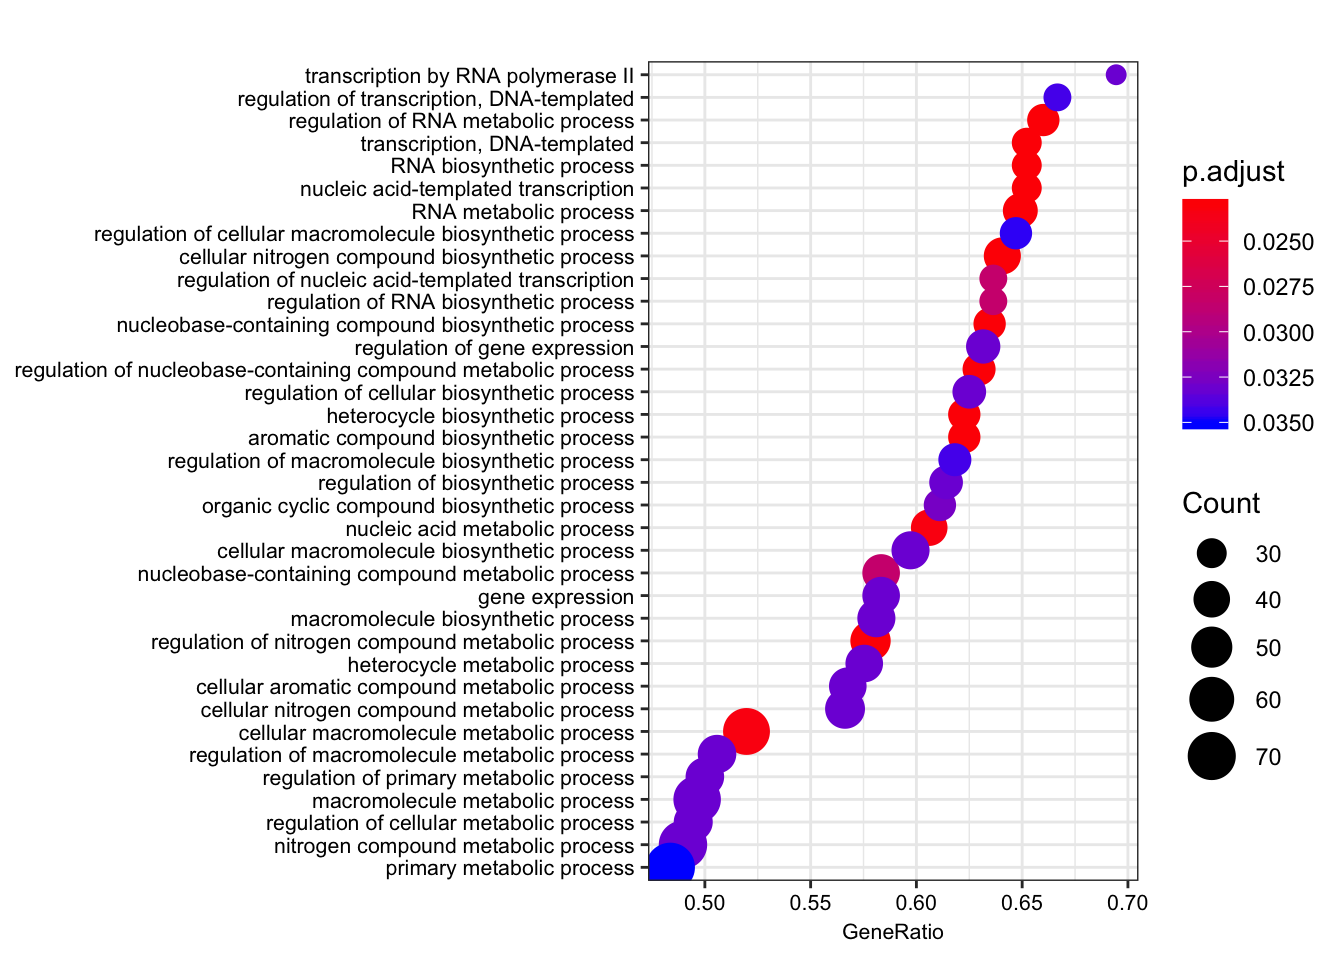 transcription by RNA polymerase II
regulation of transcription, DNA-templated
regulation of RNA metabolic process
transcription, DNA-templated
RNA biosynthetic process
nucleic acid-templated transcription
RNA metabolic process
regulation of cellular macromolecule biosynthetic process
cellular nitrogen compound biosynthetic process
regulation of nucleic acid-templated transcription
regulation of RNA biosynthetic process
nucleobase-containing compound biosynthetic process
regulation of gene expression
regulation of nucleobase-containing compound metabolic process
regulation of cellular biosynthetic process
heterocycle biosynthetic process
aromatic compound biosynthetic process
regulation of macromolecule biosynthetic process
regulation of biosynthetic process
organic cyclic compound biosynthetic process
nucleic acid metabolic process
cellular macromolecule biosynthetic process
nucleobase-containing compound metabolic process
gene expression
macromolecule biosynthetic process
regulation of nitrogen compound metabolic process
heterocycle metabolic process
cellular aromatic compound metabolic process
cellular nitrogen compound metabolic process
cellular macromolecule metabolic process
regulation of macromolecule metabolic process
regulation of primary metabolic process
macromolecule metabolic process
regulation of cellular metabolic process
nitrogen compound metabolic process
primary metabolic process
0.50 0.55 0.60 0.65 0.70
GeneRatio
p.adjust
0.0250
0.0275
0.0300
0.0325
0.0350
Count
30
40
50
60
70